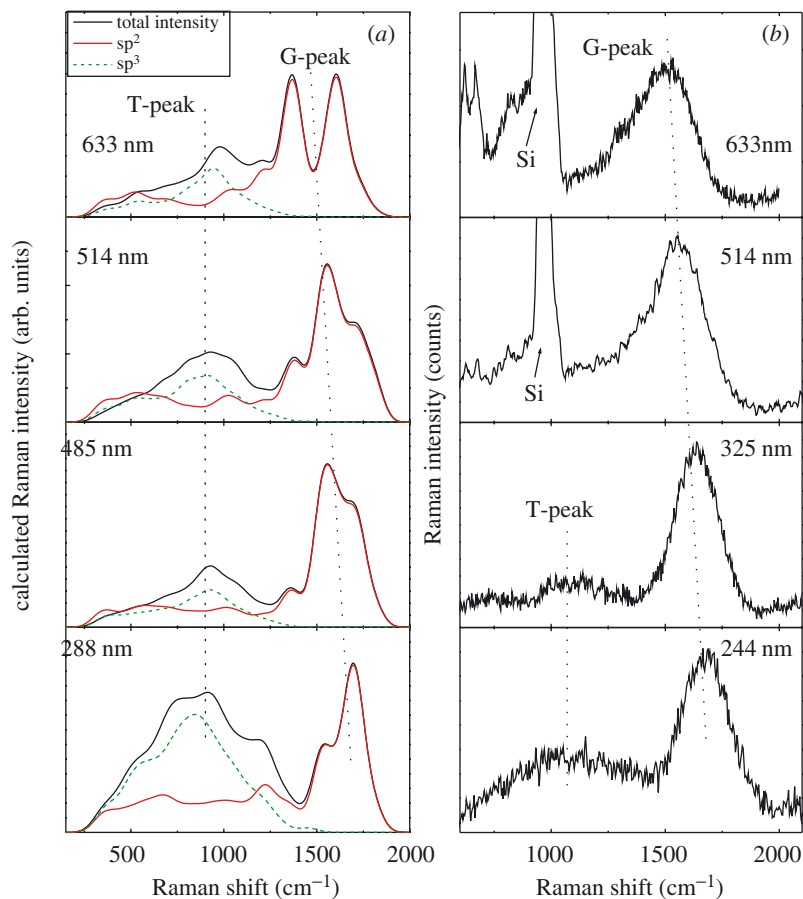 total intensity
sp²
sp³
(a)
G-peak
T-peak
633 nm
514 nm
485 nm
288 nm
calculated Raman intensity (arb. units)
500 1000 1500 2000
Raman shift (cm⁻¹)
(b)
G-peak
Si
633nm
514 nm
Si
325 nm
T-peak
244 nm
Raman intensity (counts)
1000 1500 2000
Raman shift (cm⁻¹)